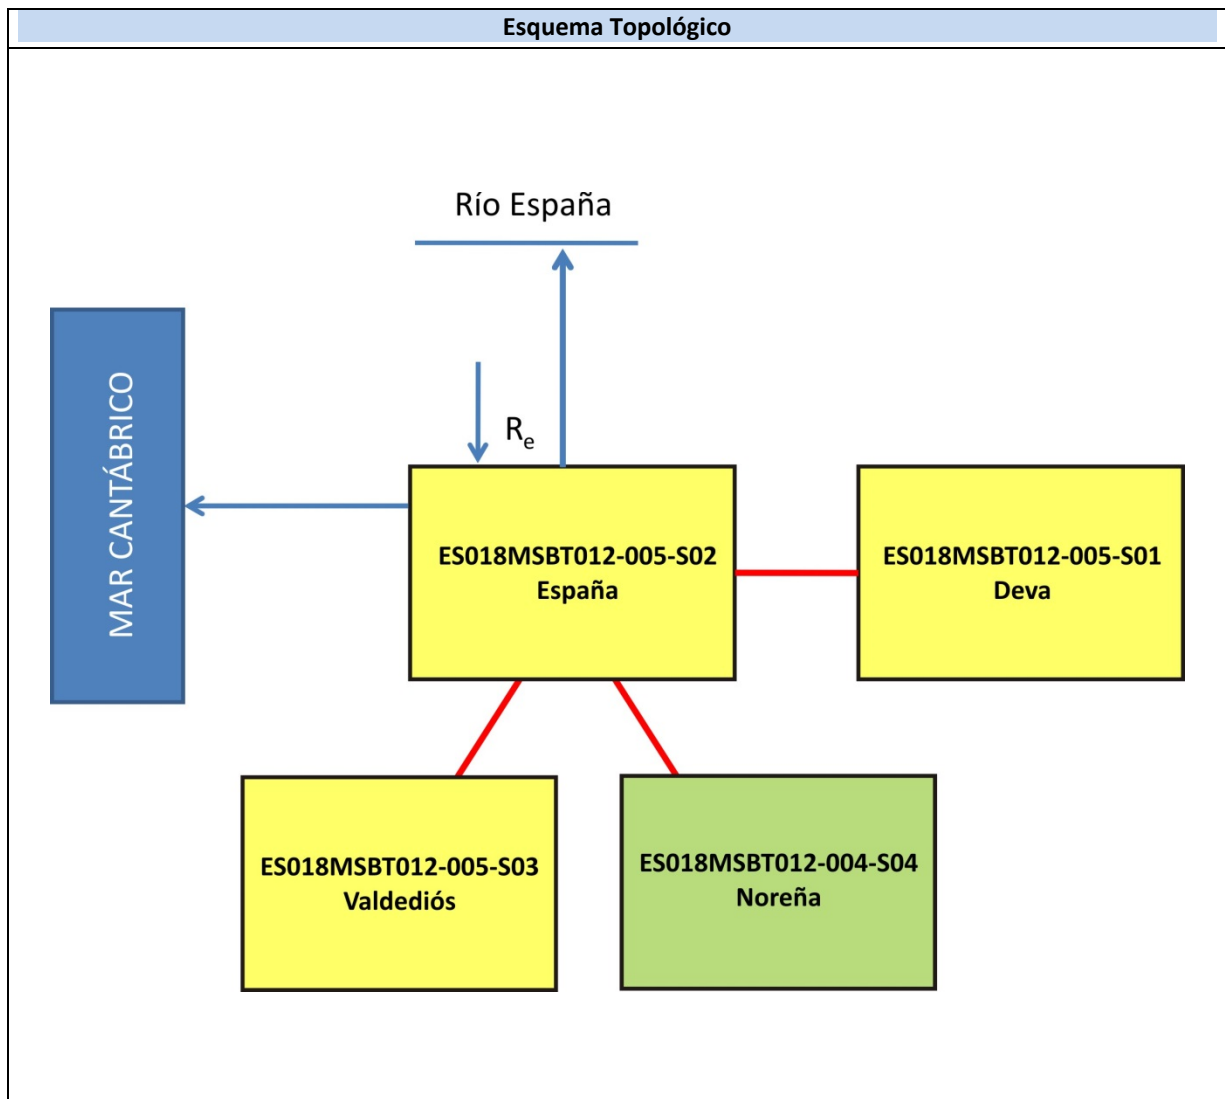 Esquema Topológico
Río España
MAR CANTÁBRICO
Re
ES018MSBT012-005-S02
España
ES018MSBT012-005-S01
Deva
ES018MSBT012-005-S03
Valdediós
ES018MSBT012-004-S04
Noreña